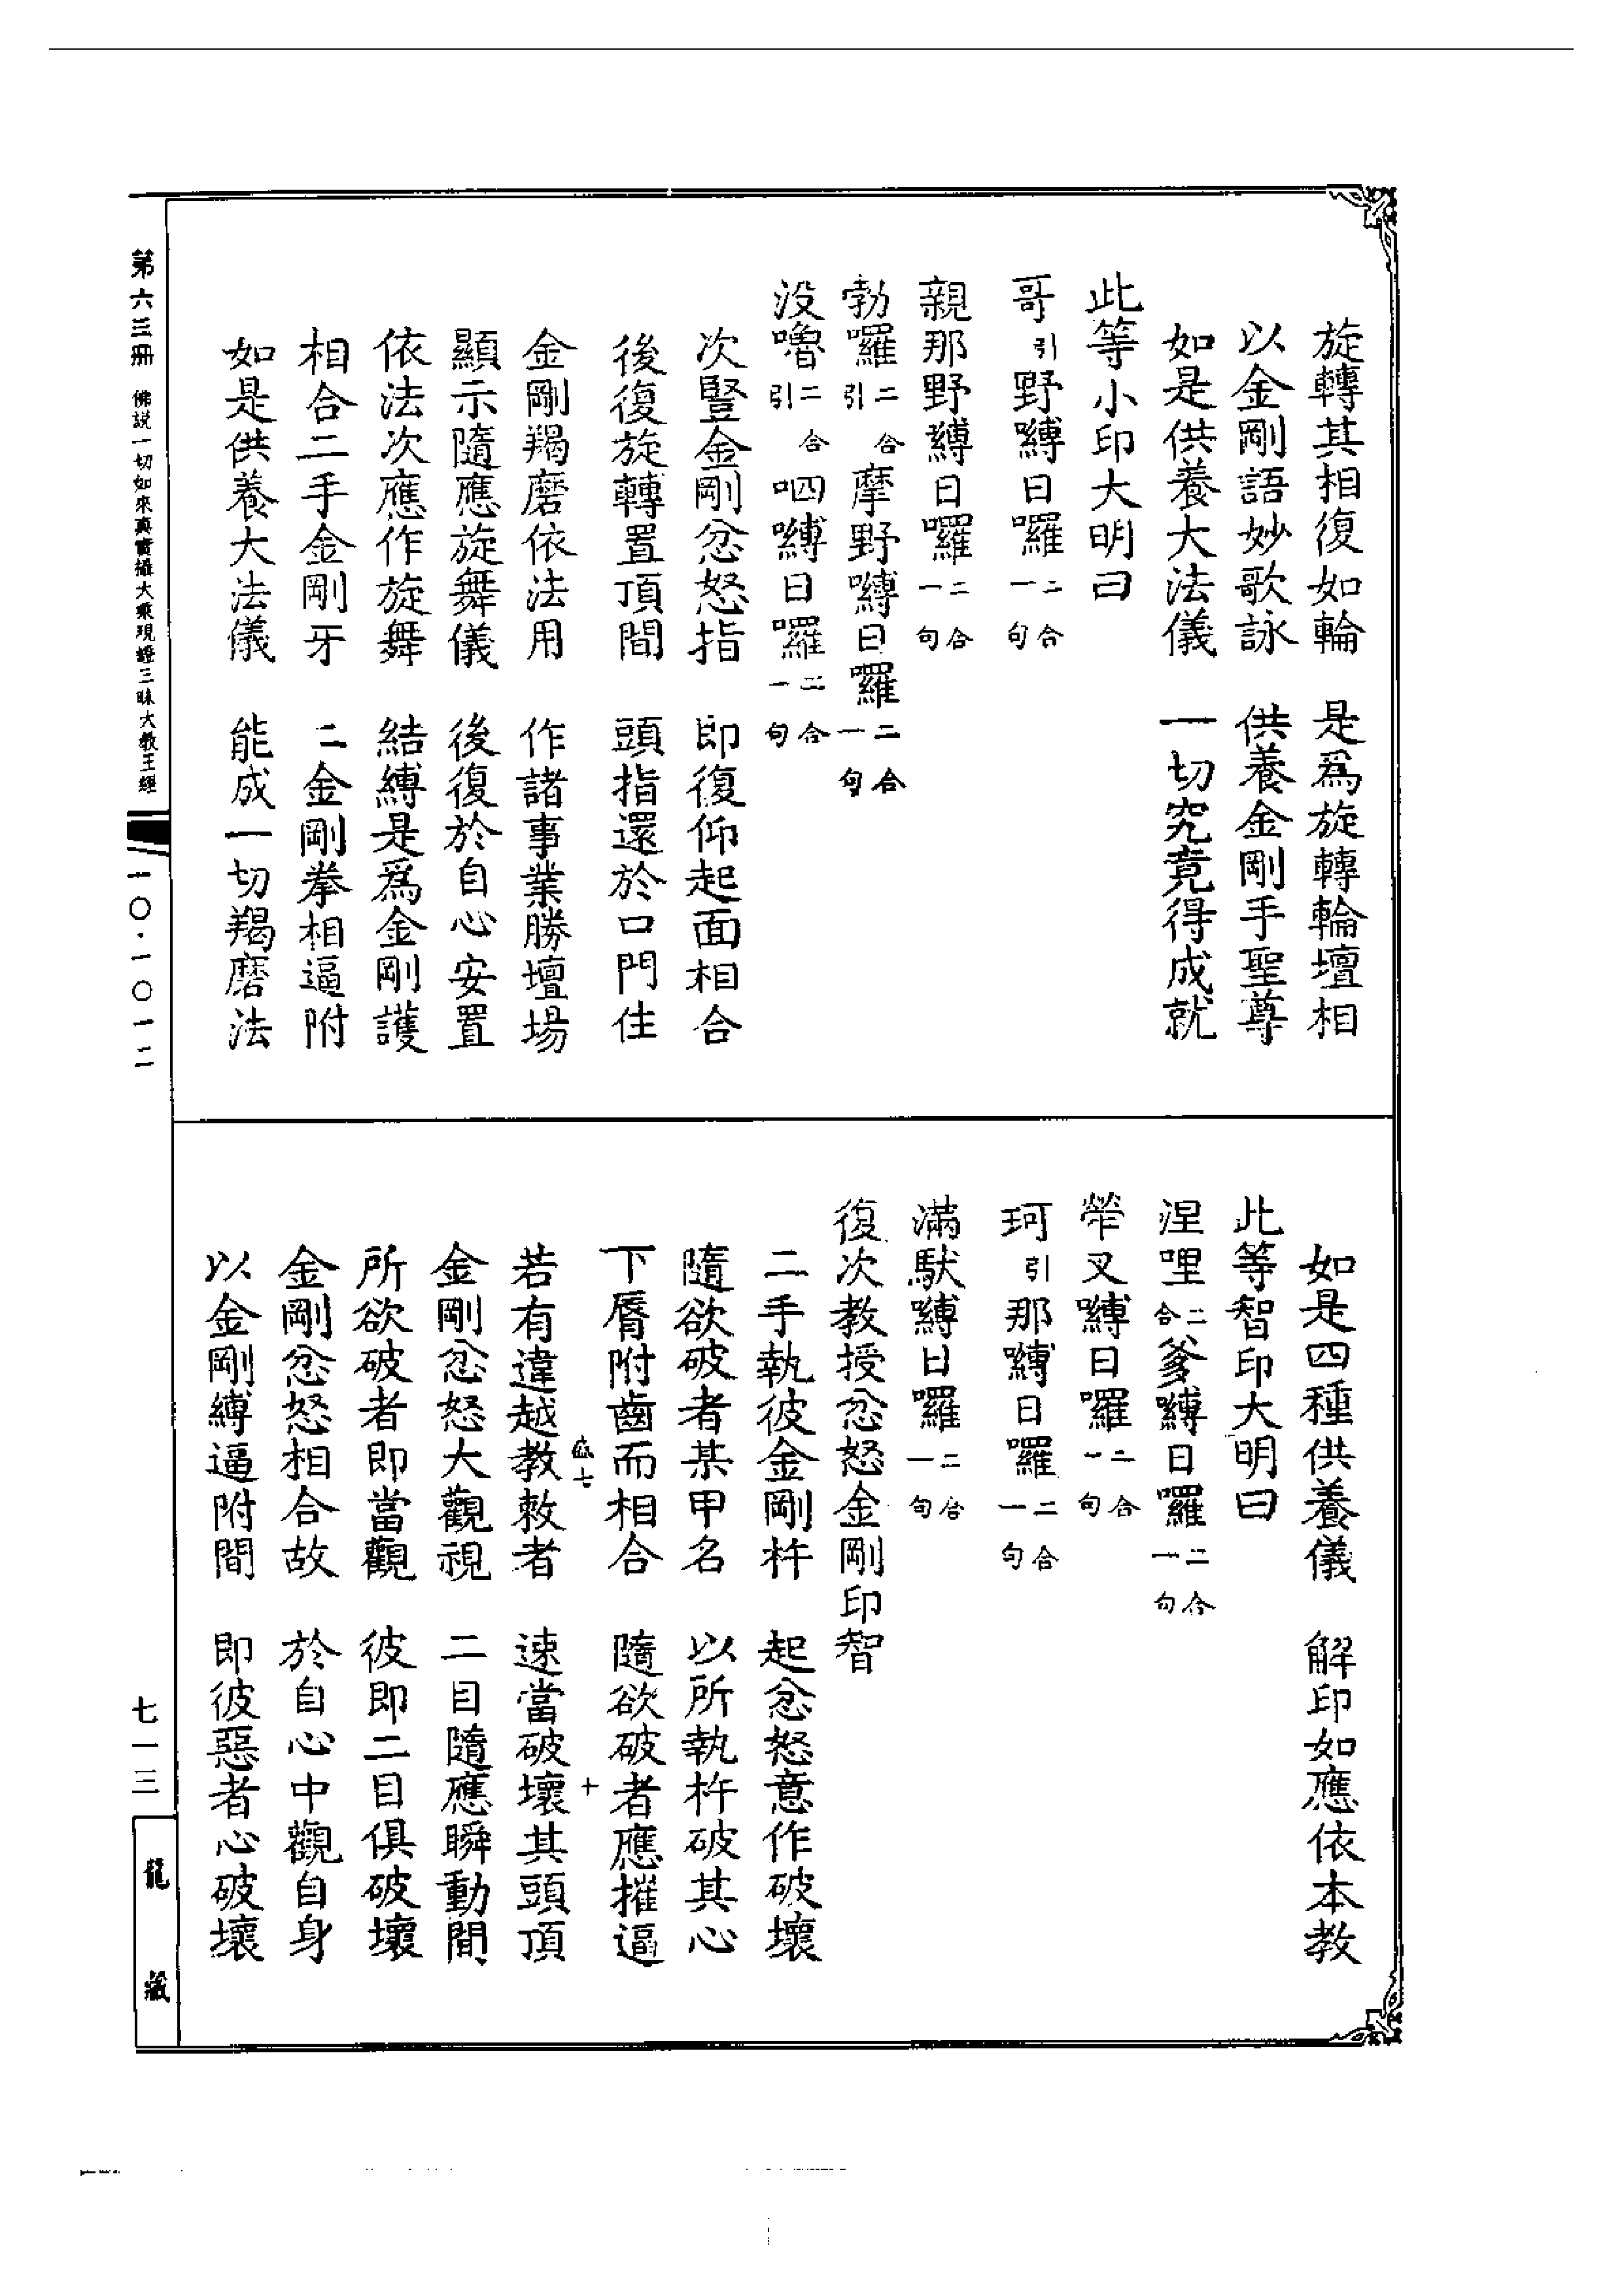 旋轉其相復如輪　是爲旋轉輪壇相
以金剛語妙歌詠　供養金剛手聖尊
如是供養大法儀　一切究竟得成就
此等小印大明曰
哥引野嚩日囉二合一句
親那野縛日囉二合一句
勃囉二合引摩野嚩日囉二合一句
没嚕二合引呬嚩日囉二合一句
次豎金剛忿怒指　即復仰起面相合
後復旋轉置頂間　頭指還於口門住
金剛羯磨依法用　作諸事業勝壇場
顯示隨應旋舞儀　後復於自心安置
依法次應作旋舞　結縛是爲金剛護
相合二手金剛牙　二金剛拳相逼附
如是供養大法儀　能成一切羯磨法
如是四種供養儀　解印如應依本教
此等智印大明曰
涅哩二合爹嚩日囉二合一句
犖叉嚩日囉二合一句
珂引那嚩日囉二合一句
滿馱嚩日囉二合一句
復次教授忿怒金剛印智
二手執彼金剛杵　起忿怒意作破壞
隨欲破者某甲名　以所執杵破其心
下脣附齒而相合　隨欲破者應摧逼
七　十
若有違越教敕者　速當破壞其頭頂
金剛忿怒大觀視　二目隨應瞬動間
所欲破者即當觀　彼即二目俱破壞
金剛忿怒相合故　於自心中觀自身
以金剛縛逼附間　即彼惡者心破壞
第六三冊　佛説一切如來真實攝大乘現證三昧大教王經　一〇·一〇一二
七一三
龍藏